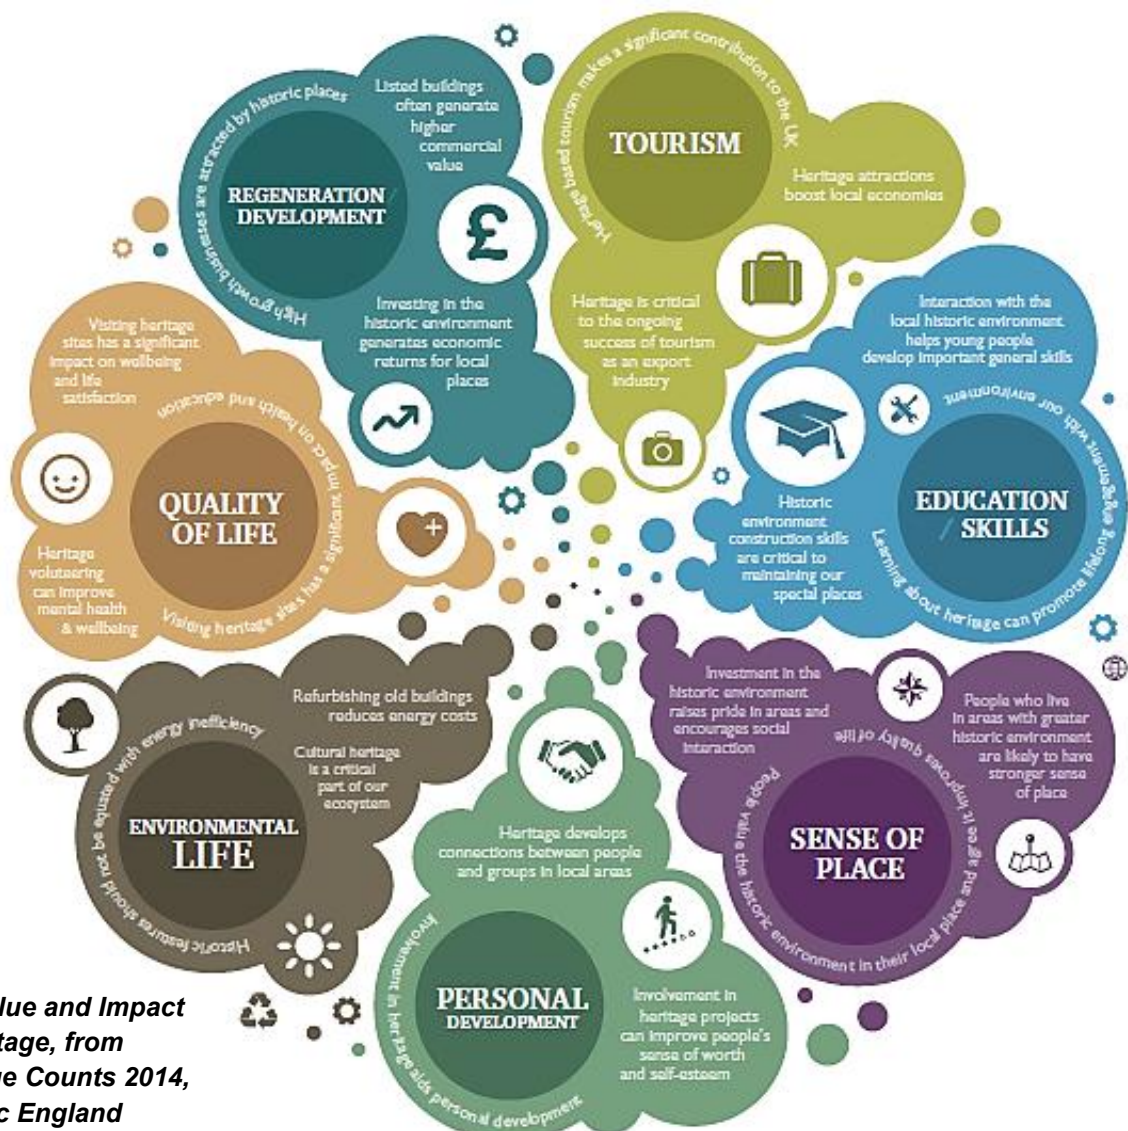 High growth businesses are attracted by historic places
Listed buildings
often generate
higher
commercial
value
REGENERATION /
DEVELOPMENT
£
Investing in the
historic environment
generates economic
returns for local
places
Heritage based tourism makes a significant contribution to the UK
TOURISM
Heritage attractions
boost local economies
Heritage is critical
to the ongoing
success of tourism
as an export
industry
Interaction with the
local historic environment
helps young people
develop important general skills
Learning about heritage can promote lifelong engagement with our environment
EDUCATION
/ SKILLS
Historic
environment
construction skills
are critical to
maintaining our
special places
Visiting heritage
sites has a significant
impact on wellbeing
and life
satisfaction
Visiting heritage sites has a significant impact on health and education
QUALITY
OF LIFE
Heritage
voluteering
can improve
mental health
& wellbeing
Refurbishing old buildings
reduces energy costs
Cultural heritage
is a critical
part of our
ecosystem
Historic features should not be equated with energy inefficiency
ENVIRONMENTAL
LIFE
Investment in the
historic environment
raises pride in areas and
encourages social
interaction
People who live
in areas with greater
historic environment
are likely to have
stronger sense
of place
People value the historic environment in their local place and agree it improves quality of life
SENSE OF
PLACE
Heritage develops
connections between people
and groups in local areas
Involvement in heritage aids personal development
PERSONAL
DEVELOPMENT
Involvement in
heritage projects
can improve people's
sense of worth
and self-esteem
lue and Impact
tage, from
e Counts 2014,
c England